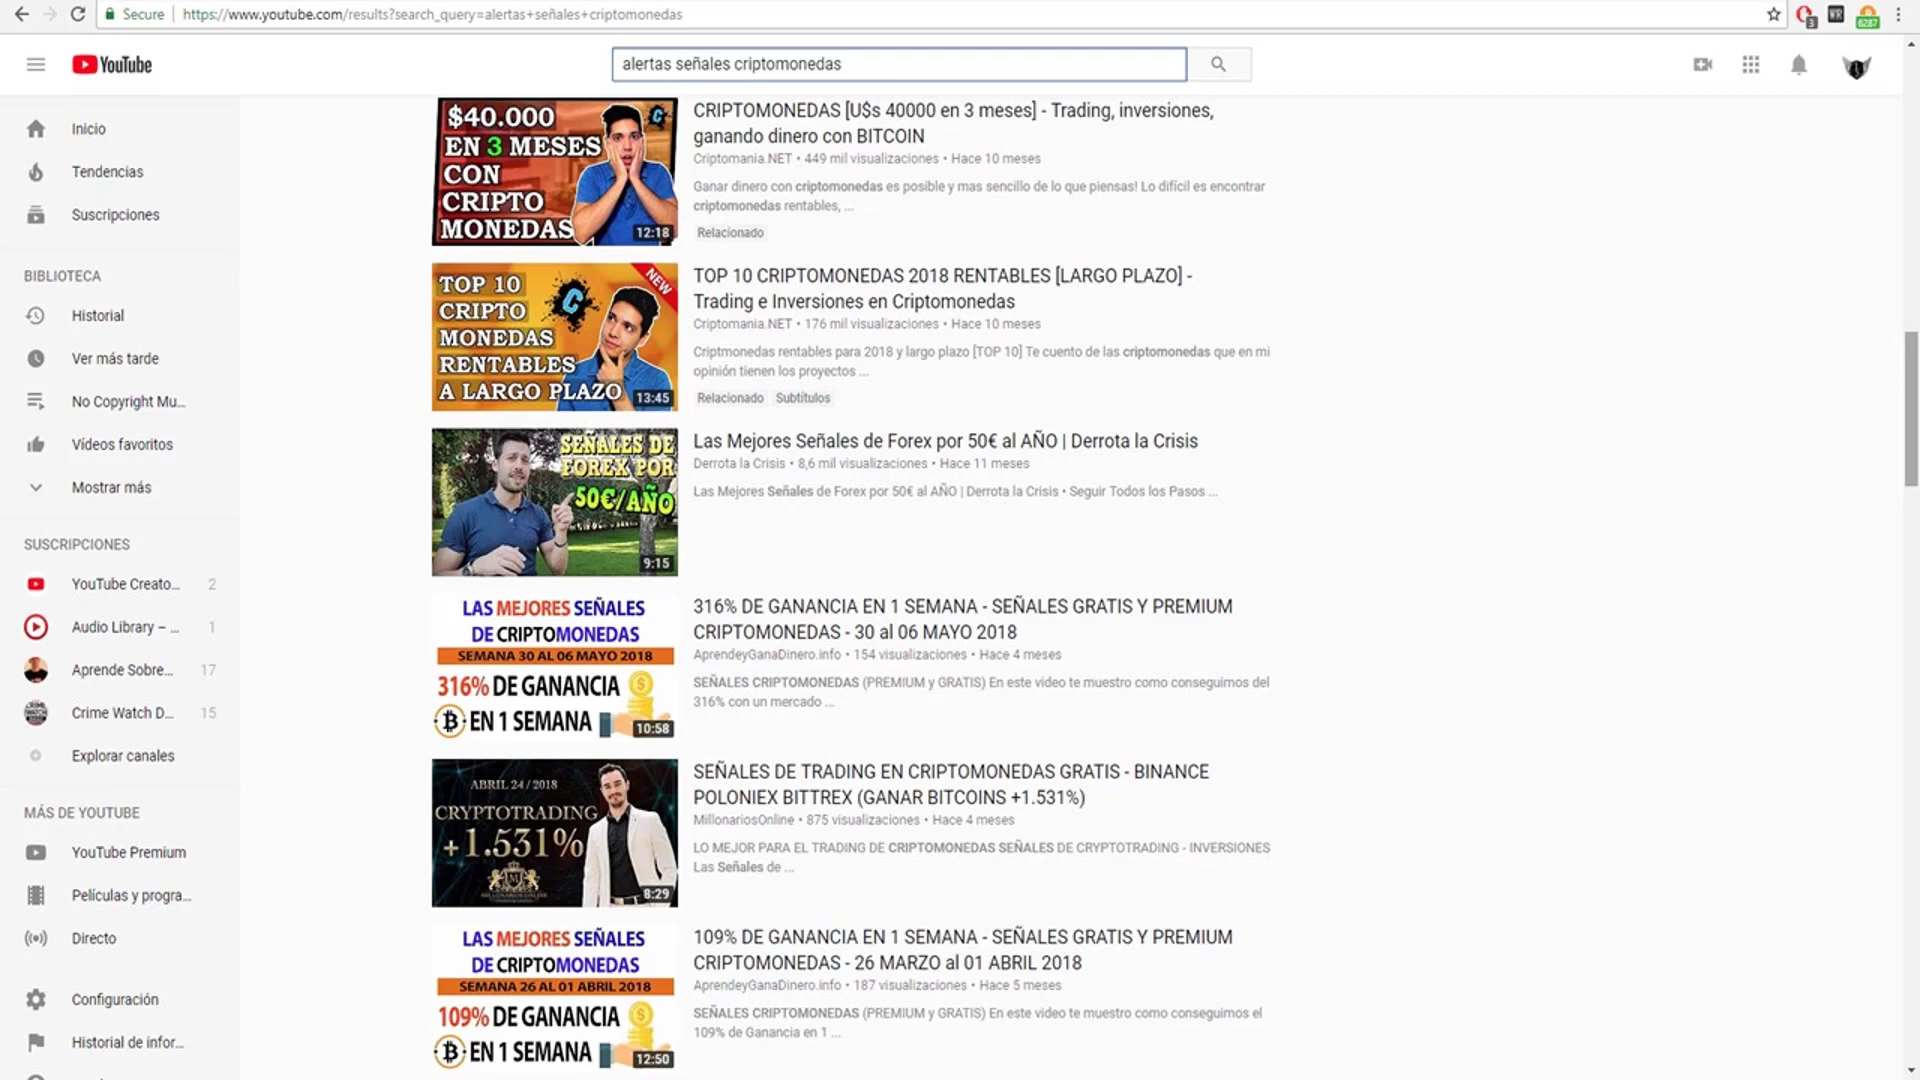 Secure
https://www.youtube.com/results?search_query=alertas+señales+criptomonedas
3
WR
6287
YouTube
alertas señales criptomonedas
Inicio
Tendencias
Suscripciones
BIBLIOTECA
Historial
Ver más tarde
No Copyright Mu...
Vídeos favoritos
Mostrar más
SUSCRIPCIONES
YouTube Creato... 2
Audio Library – ... 1
Aprende Sobre... 17
Crime Watch D... 15
Explorar canales
MÁS DE YOUTUBE
YouTube Premium
Películas y progra...
Directo
Configuración
Historial de infor...
$40.000
EN 3 MESES
CON
CRIPTO
MONEDAS
12:18
CRIPTOMONEDAS [U$s 40000 en 3 meses] - Trading, inversiones,
ganando dinero con BITCOIN
Criptomania.NET • 449 mil visualizaciones • Hace 10 meses
Ganar dinero con criptomonedas es posible y mas sencillo de lo que piensas! Lo difícil es encontrar
criptomonedas rentables, ...
Relacionado
TOP 10
CRIPTO
MONEDAS
RENTABLES
A LARGO PLAZO
NEW
13:45
TOP 10 CRIPTOMONEDAS 2018 RENTABLES [LARGO PLAZO] -
Trading e Inversiones en Criptomonedas
Criptomania.NET • 176 mil visualizaciones • Hace 10 meses
Criptmonedas rentables para 2018 y largo plazo [TOP 10] Te cuento de las criptomonedas que en mi
opinión tienen los proyectos ...
Relacionado Subtítulos
SEÑALES DE
FOREX POR
50€/AÑO
9:15
Las Mejores Señales de Forex por 50€ al AÑO | Derrota la Crisis
Derrota la Crisis • 8,6 mil visualizaciones • Hace 11 meses
Las Mejores Señales de Forex por 50€ al AÑO | Derrota la Crisis • Seguir Todos los Pasos ...
LAS MEJORES SEÑALES
DE CRIPTOMONEDAS
SEMANA 30 AL 06 MAYO 2018
316% DE GANANCIA
EN 1 SEMANA
10:58
316% DE GANANCIA EN 1 SEMANA - SEÑALES GRATIS Y PREMIUM
CRIPTOMONEDAS - 30 al 06 MAYO 2018
AprendeyGanaDinero.info • 154 visualizaciones • Hace 4 meses
SEÑALES CRIPTOMONEDAS (PREMIUM y GRATIS) En este video te muestro como conseguimos del
316% con un mercado ...
ABRIL 24 / 2018
CRYPTOTRADING
+1.531%
8:29
SEÑALES DE TRADING EN CRIPTOMONEDAS GRATIS - BINANCE
POLONIEX BITTREX (GANAR BITCOINS +1.531%)
MillonariosOnline • 875 visualizaciones • Hace 4 meses
LO MEJOR PARA EL TRADING DE CRIPTOMONEDAS SEÑALES DE CRYPTOTRADING - INVERSIONES
Las Señales de ...
LAS MEJORES SEÑALES
DE CRIPTOMONEDAS
SEMANA 26 AL 01 ABRIL 2018
109% DE GANANCIA
EN 1 SEMANA
12:50
109% DE GANANCIA EN 1 SEMANA - SEÑALES GRATIS Y PREMIUM
CRIPTOMONEDAS - 26 MARZO al 01 ABRIL 2018
AprendeyGanaDinero.info • 187 visualizaciones • Hace 5 meses
SEÑALES CRIPTOMONEDAS (PREMIUM y GRATIS) En este video te muestro como conseguimos el
109% de Ganancia en 1 ...